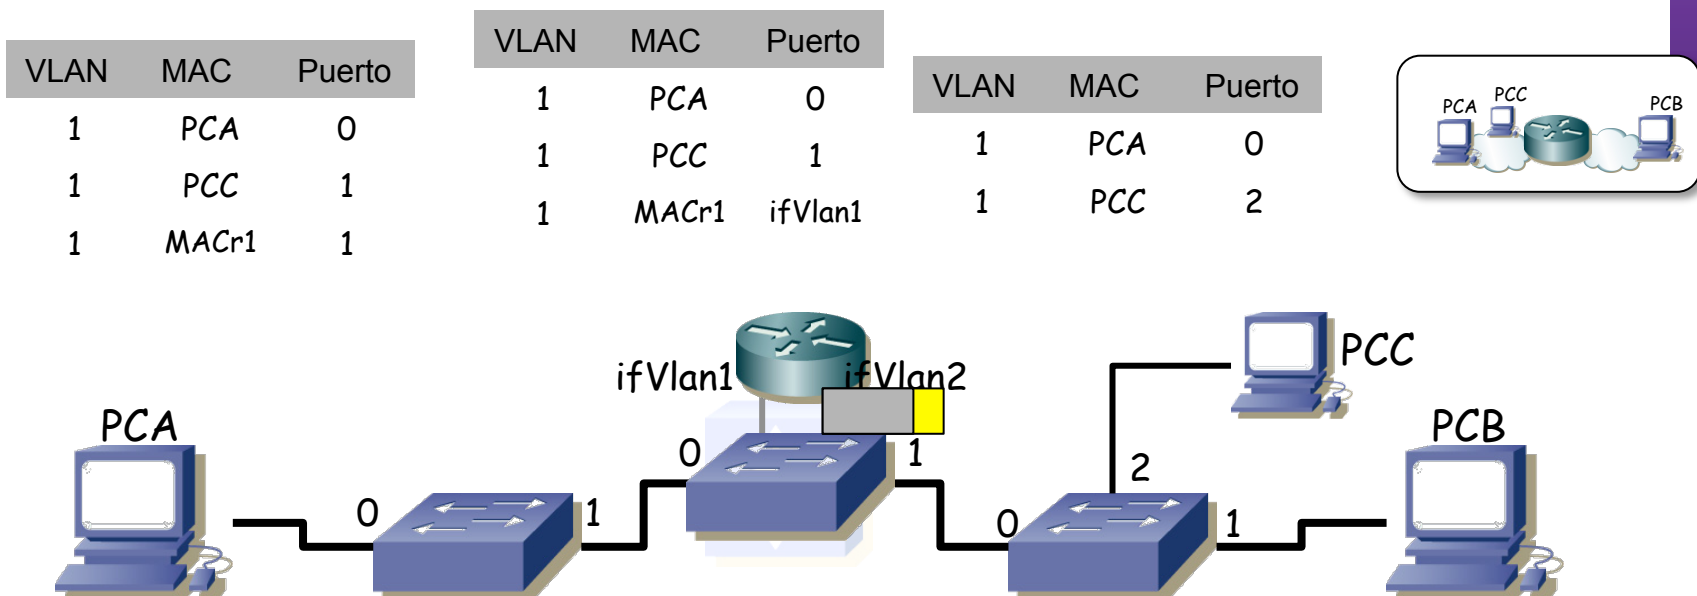 VLAN MAC Puerto
1 PCA 0
1 PCC 1
1 MACr1 1
VLAN MAC Puerto
1 PCA 0
1 PCC 1
1 MACr1 ifVlan1
VLAN MAC Puerto
1 PCA 0
1 PCC 2
PCA PCC PCB
ifVlan1 ifVlan2
PCC
PCA
PCB
0 1
2
0 1
0 1